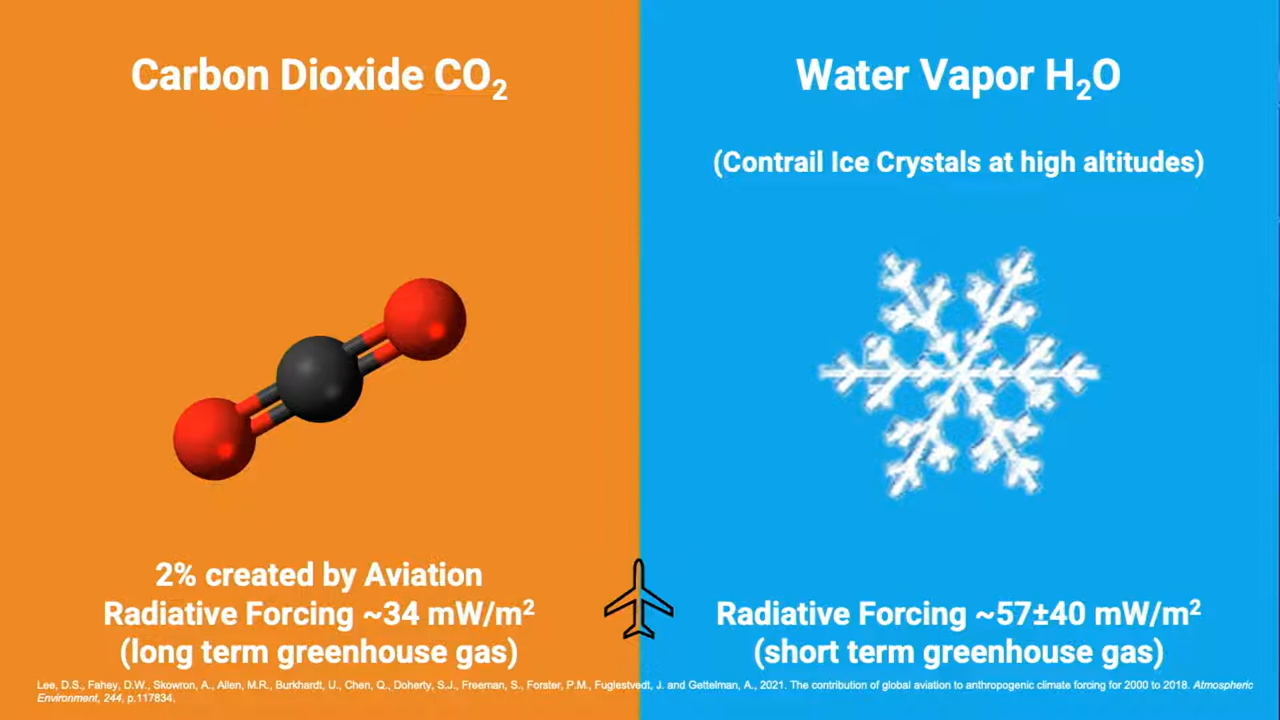 Carbon Dioxide CO₂
2% created by Aviation
Radiative Forcing ~34 mW/m²
(long term greenhouse gas)
Water Vapor H₂O
(Contrail Ice Crystals at high altitudes)
Radiative Forcing ~57±40 mW/m²
(short term greenhouse gas)
Lee, D.S., Fahey, D.W., Skowron, A., Allen, M.R., Burkhardt, U., Chen, Q., Doherty, S.J., Freeman, S., Forster, P.M., Fuglestvedt, J. and Gettelman, A., 2021. The contribution of global aviation to anthropogenic climate forcing for 2000 to 2018. Atmospheric
Environment, 244, p.117834.